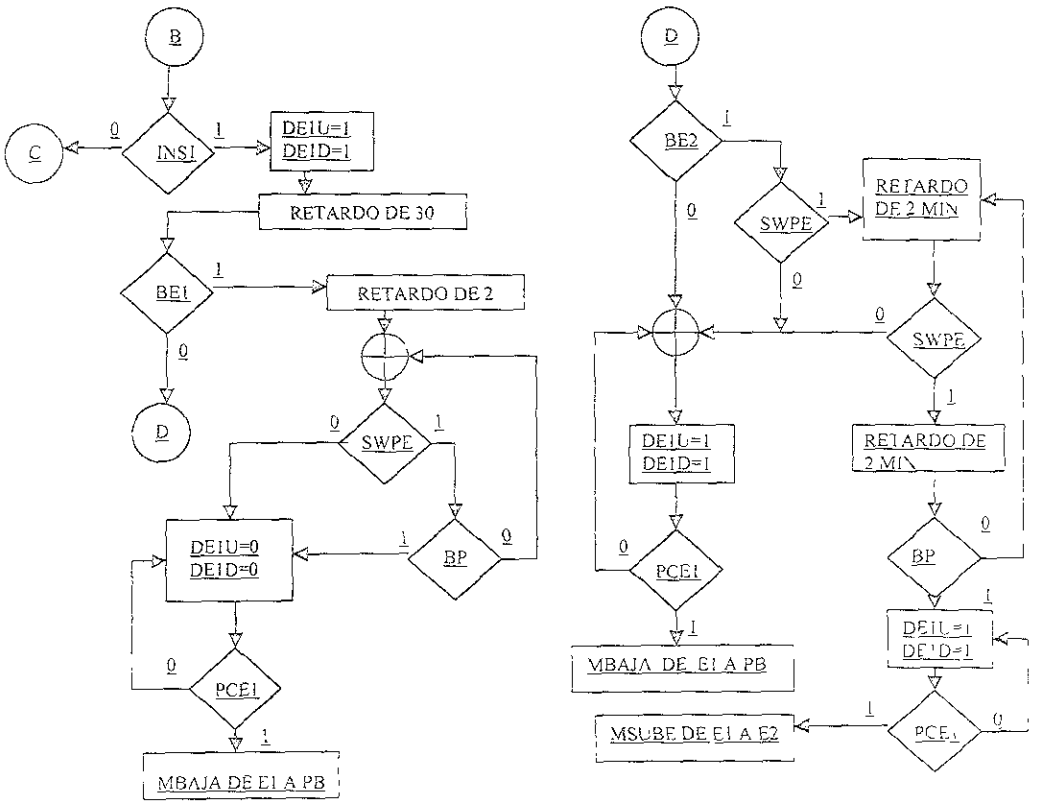 B
0
INS1
1
C
DE1U=1
DE1D=1
RETARDO DE 30
BE1
1
RETARDO DE 2
0
D
0
SWPE
1
DE1U=0
DE1D=0
1
BP
0
0
PCE1
1
MBAJA DE E1 A PB
D
BE2
1
0
SWPE
1
0
RETARDO
DE 2 MIN
0
SWPE
1
DE1U=1
DE1D=1
RETARDO DE
2 MIN
0
PCE1
1
BP
0
1
MBAJA DE E1 A PB
DE1U=1
DE1D=1
MSUBE DE E1 A E2
1
0